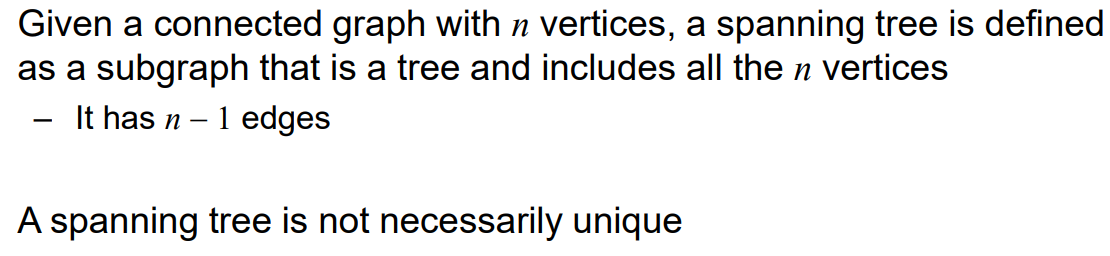 Given a connected graph with n vertices, a spanning tree is defined
as a subgraph that is a tree and includes all the n vertices
– It has n – 1 edges
A spanning tree is not necessarily unique